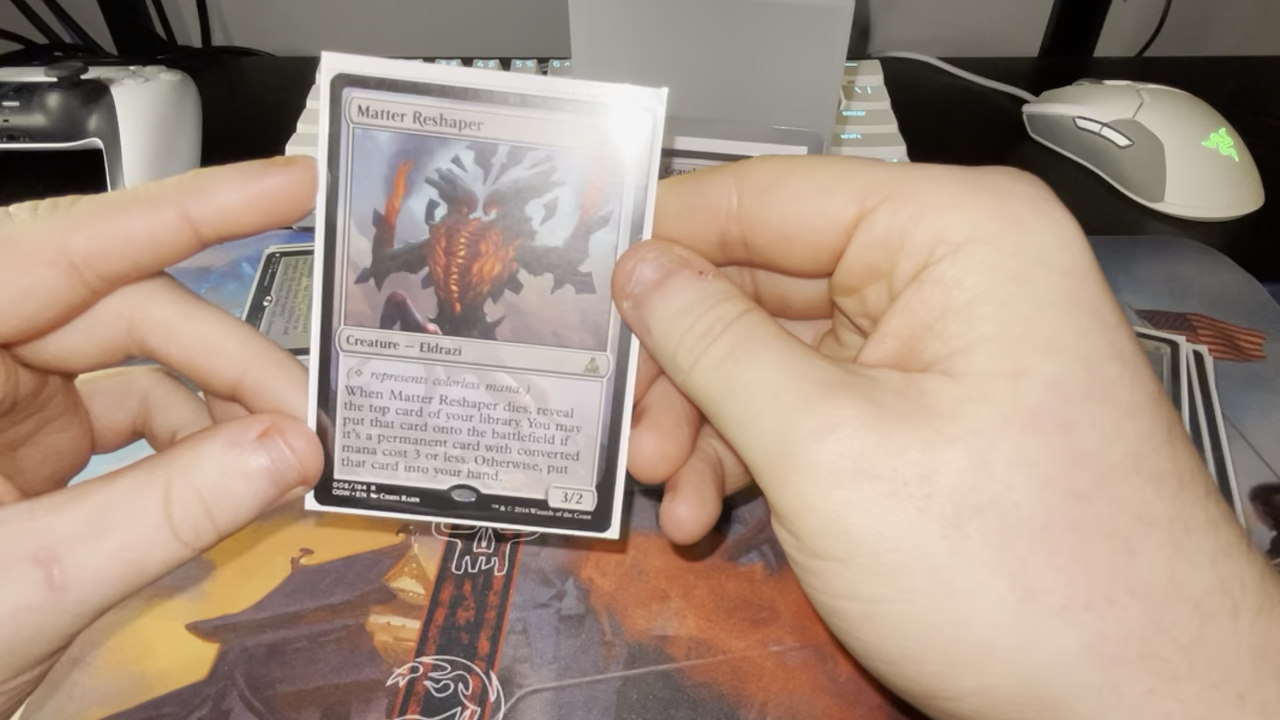 Matter Reshaper
Creature — Eldrazi
(◇ represents colorless mana.)
When Matter Reshaper dies, reveal
the top card of your library. You may
put that card onto the battlefield if
it's a permanent card with converted
mana cost 3 or less. Otherwise, put
that card into your hand.
3/2
006/184 R
OGW • EN Chris Rahn
™ & © 2016 Wizards of the Coast